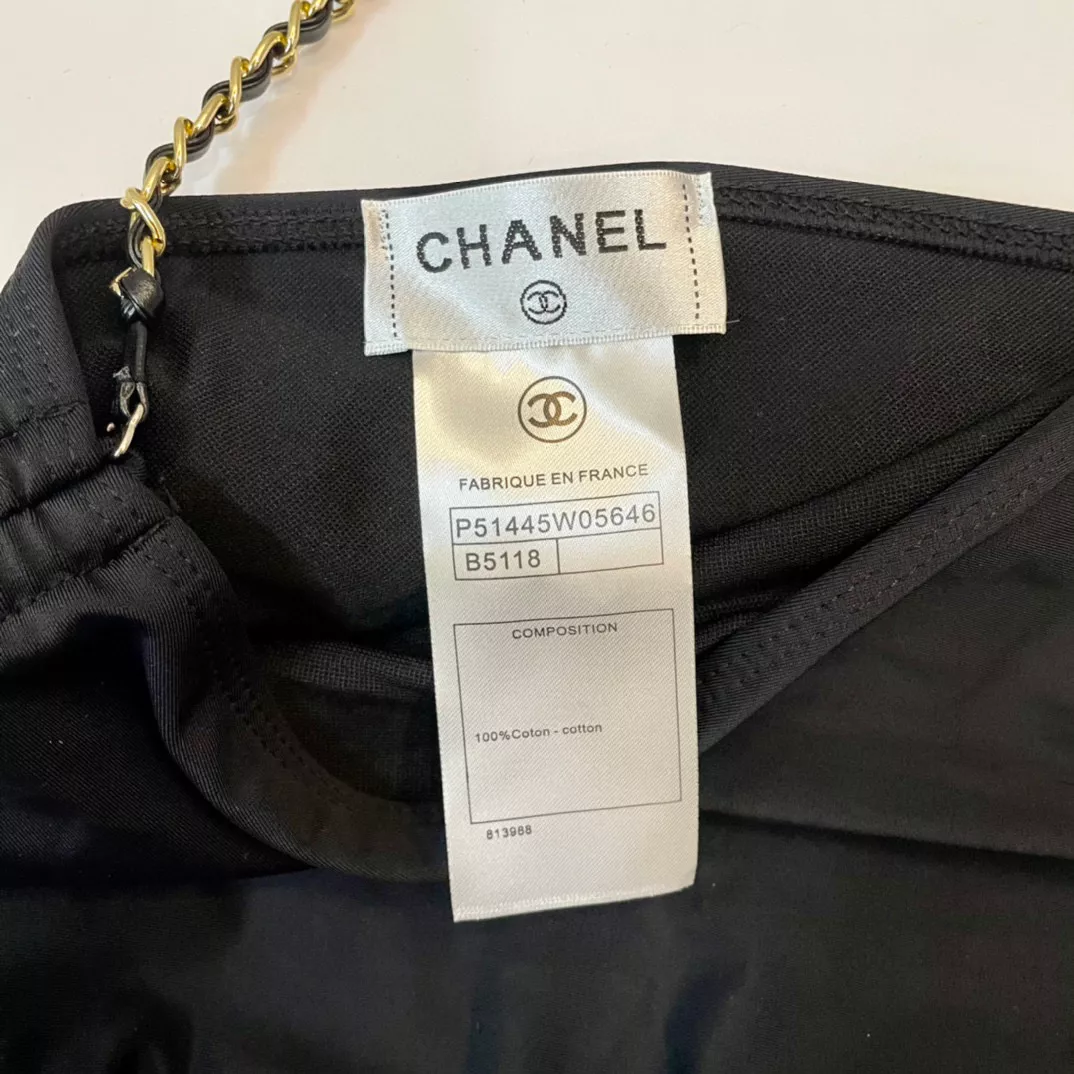 CHANEL
FABRIQUE EN FRANCE
P51445W05646
B5118
COMPOSITION
100%Coton - cotton
813988